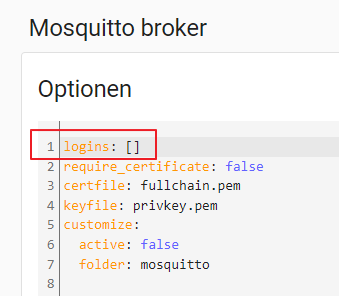 Mosquitto broker
Optionen
1 logins: []
2 require_certificate: false
3 certfile: fullchain.pem
4 keyfile: privkey.pem
5 customize:
6   active: false
7   folder: mosquitto
8